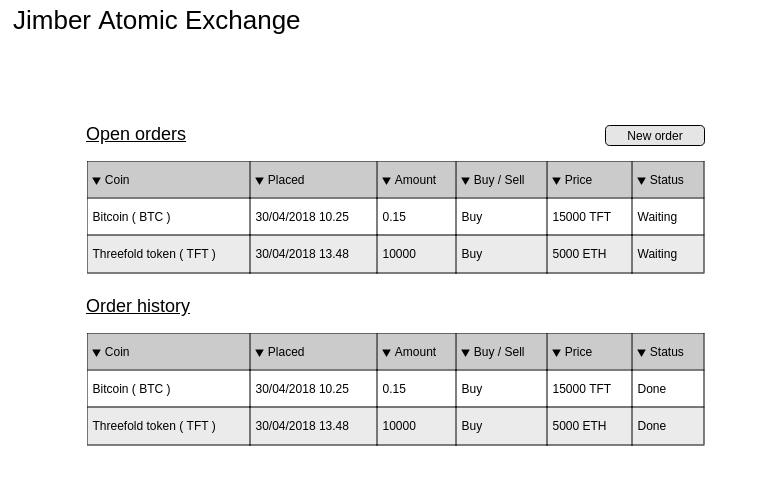 Jimber Atomic Exchange
Open orders New order
Coin Placed Amount Buy / Sell Price Status
Bitcoin ( BTC ) 30/04/2018 10.25 0.15 Buy 15000 TFT Waiting
Threefold token ( TFT ) 30/04/2018 13.48 10000 Buy 5000 ETH Waiting
Order history
Coin Placed Amount Buy / Sell Price Status
Bitcoin ( BTC ) 30/04/2018 10.25 0.15 Buy 15000 TFT Done
Threefold token ( TFT ) 30/04/2018 13.48 10000 Buy 5000 ETH Done